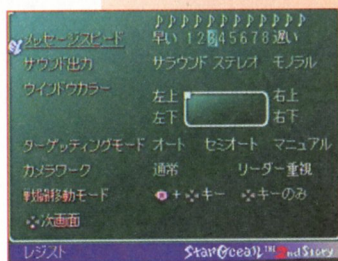 ♪♪♪♪♪♪♪♪♪♪♪
メッセージスピード 早い 12345678 遅い
サウンド出力 サラウンド ステレオ モノラル
ウインドウカラー
左上 右上
左下 右下
ターゲッティングモード オート セミオート マニュアル
カメラワーク 通常 リーダー重視
戦闘移動モード +キー キーのみ
次画面
レジスト Star Ocean THE 2nd Story